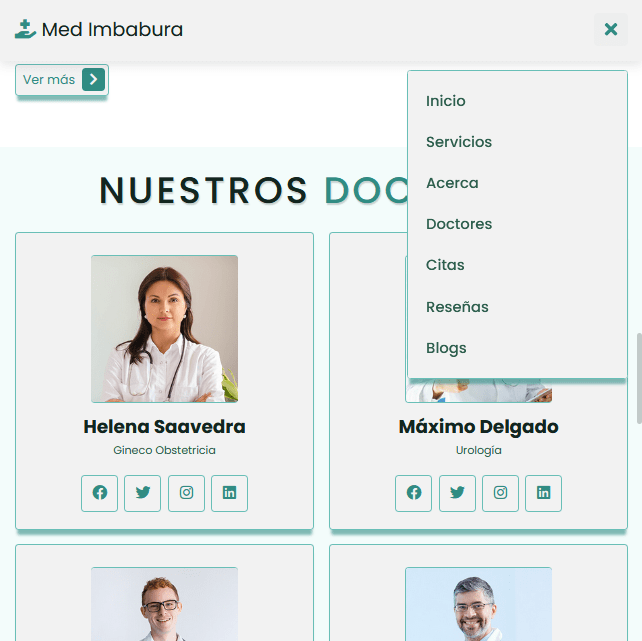 Med Imbabura
Ver más
Inicio
Servicios
Acerca
Doctores
Citas
Reseñas
Blogs
NUESTROS
Helena Saavedra
Gineco Obstetricia
Máximo Delgado
Urología